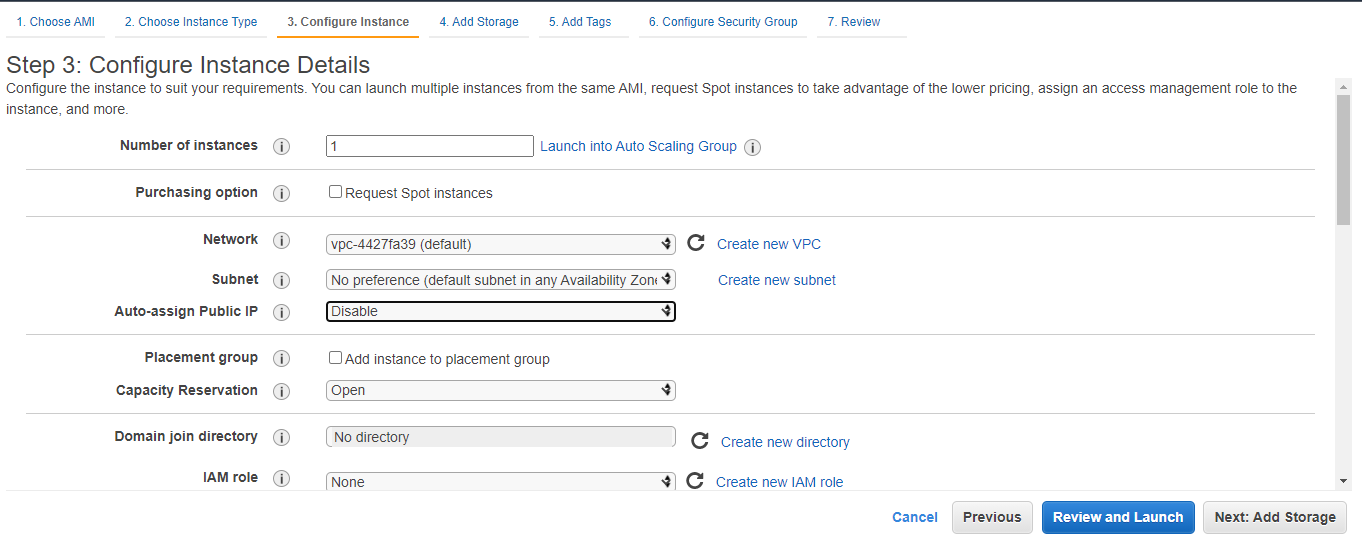 1. Choose AMI 2. Choose Instance Type 3. Configure Instance 4. Add Storage 5. Add Tags 6. Configure Security Group 7. Review
Step 3: Configure Instance Details
Configure the instance to suit your requirements. You can launch multiple instances from the same AMI, request Spot instances to take advantage of the lower pricing, assign an access management role to the
instance, and more.
Number of instances i 1 Launch into Auto Scaling Group i
Purchasing option i Request Spot instances
Network i vpc-4427fa39 (default) Create new VPC
Subnet i No preference (default subnet in any Availability Zone Create new subnet
Auto-assign Public IP i Disable
Placement group i Add instance to placement group
Capacity Reservation i Open
Domain join directory i No directory Create new directory
IAM role i None Create new IAM role
Cancel Previous Review and Launch Next: Add Storage